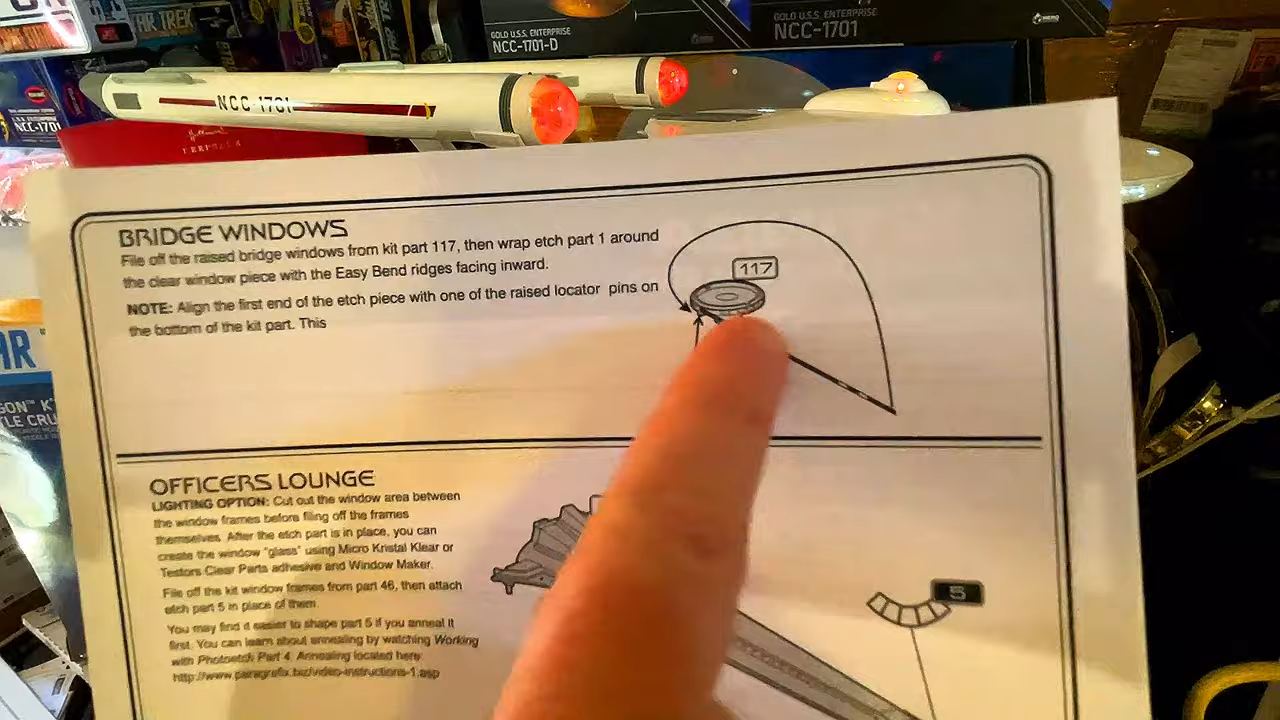 STAR TREK
GOLD U.S.S. ENTERPRISE
NCC-1701-D
GOLD U.S.S. ENTERPRISE
NCC-1701
HERO
NCC-1701
NCC-1701
Hallmark
BRIDGE WINDOWS
File off the raised bridge windows from kit part 117, then wrap etch part 1 around
the clear window piece with the Easy Bend ridges facing inward.
NOTE: Align the first end of the etch piece with one of the raised locator pins on
the bottom of the kit part. This
117
OFFICERS LOUNGE
LIGHTING OPTION: Cut out the window area between
the window frames before filing off the frames
themselves. After the etch part is in place, you can
create the window "glass" using Micro Kristal Klear or
Testors Clear Parts adhesive and Window Maker.
File off the kit window frames from part 46, then attach
etch part 5 in place of them.
You may find it easier to shape part 5 if you anneal it
first. You can learn about annealing by watching Working
with Photoetch Part 4. Annealing located here:
http://www.paragrafix.biz/video-instructions-1.asp
5